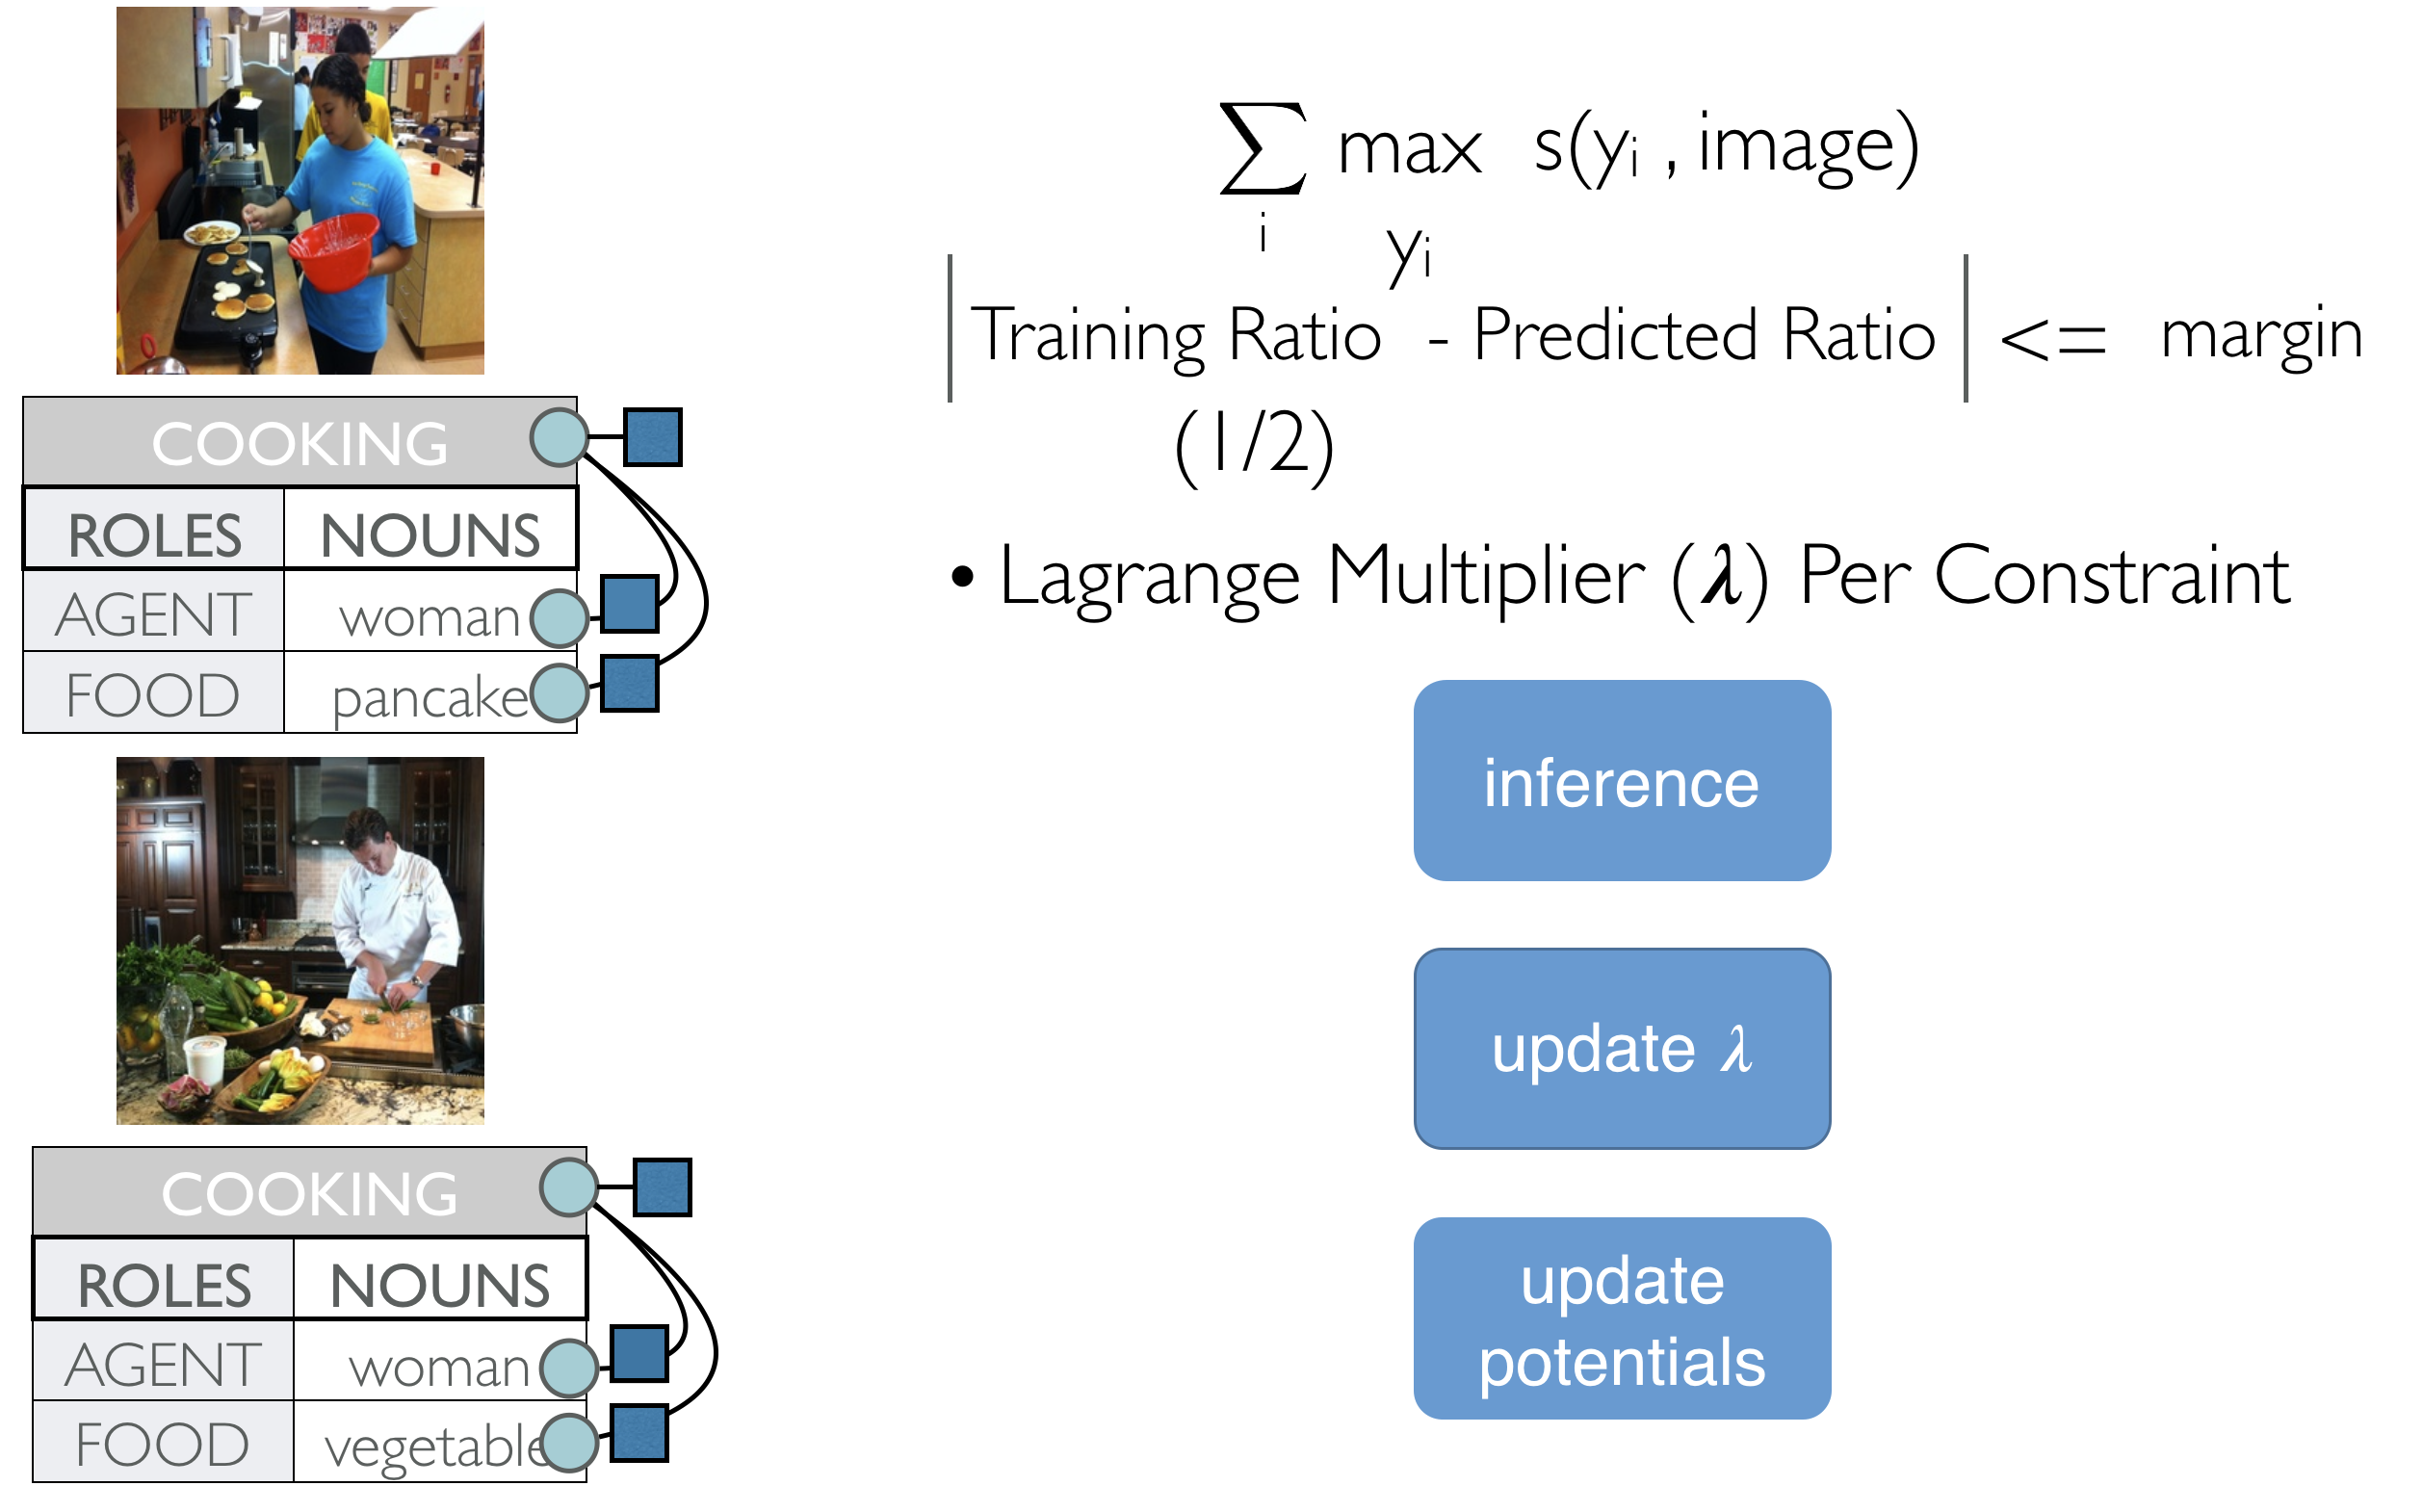 COOKING
ROLES NOUNS
AGENT woman
FOOD pancake
COOKING
ROLES NOUNS
AGENT woman
FOOD vegetable
∑ max s(yi , image)
i yi
| Training Ratio - Predicted Ratio | <= margin
(1/2)
• Lagrange Multiplier (λ) Per Constraint
inference
update λ
update
potentials